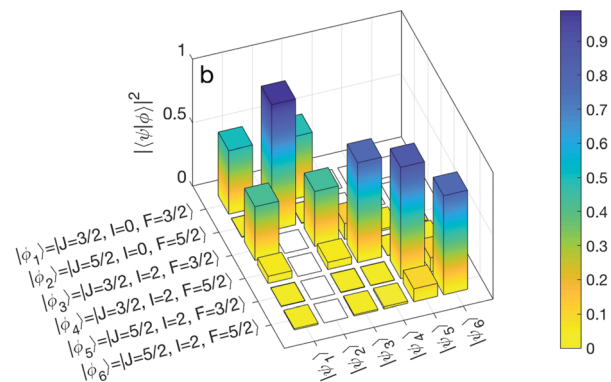 b
1
0.5
0
|⟨ψ|ϕ⟩|²
|ϕ₁⟩=|J=3/2, I=0, F=3/2⟩
|ϕ₂⟩=|J=5/2, I=0, F=5/2⟩
|ϕ₃⟩=|J=3/2, I=2, F=3/2⟩
|ϕ₄⟩=|J=3/2, I=2, F=5/2⟩
|ϕ₅⟩=|J=5/2, I=2, F=3/2⟩
|ϕ₆⟩=|J=5/2, I=2, F=5/2⟩
|ψ₁⟩
|ψ₂⟩
|ψ₃⟩
|ψ₄⟩
|ψ₅⟩
|ψ₆⟩
0.9
0.8
0.7
0.6
0.5
0.4
0.3
0.2
0.1
0